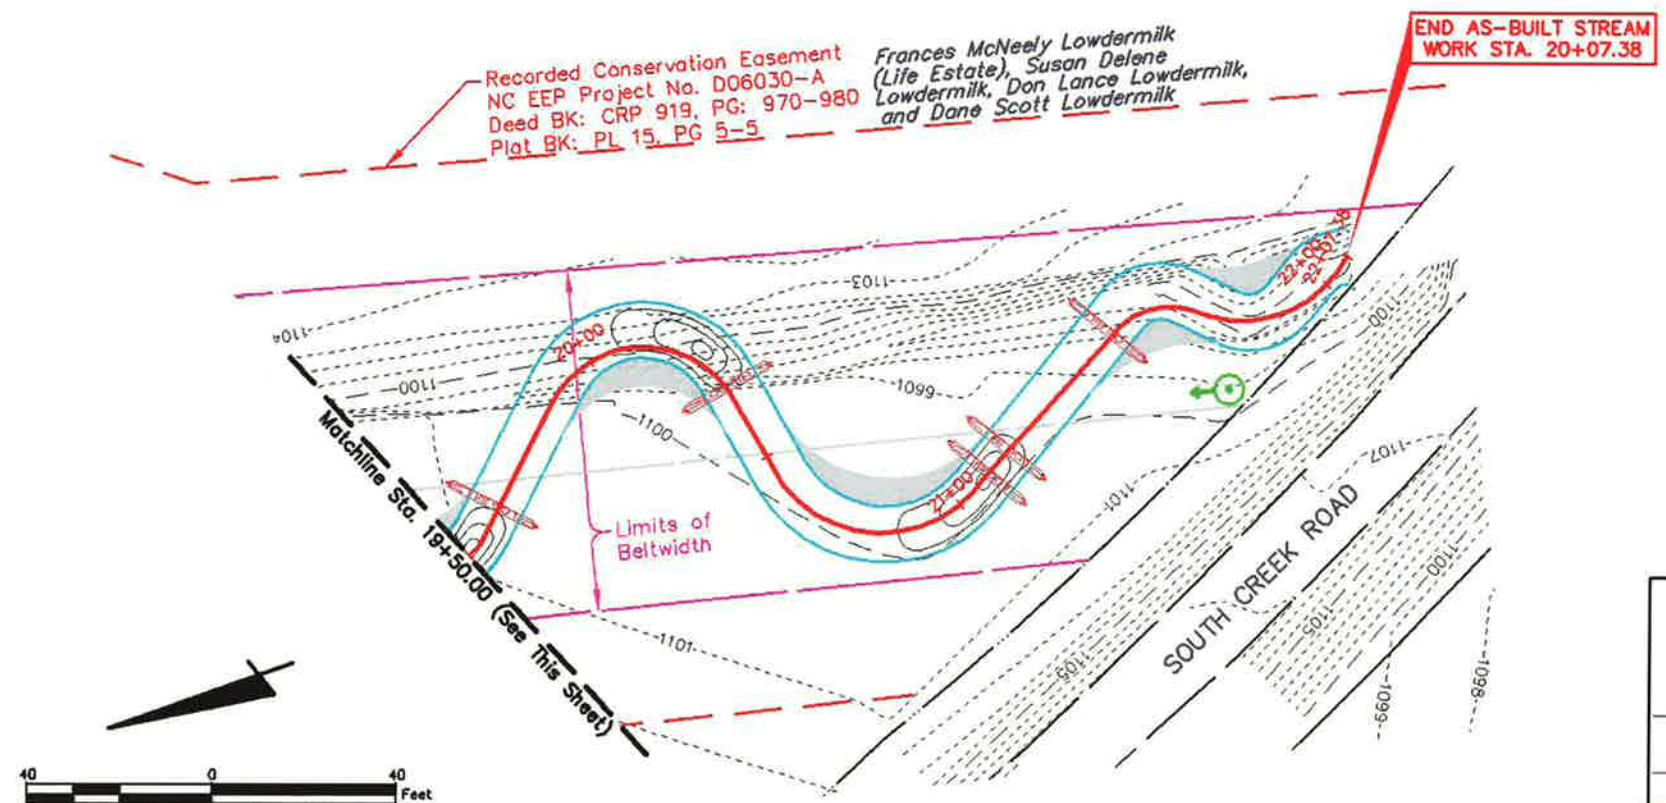 END AS-BUILT STREAM
WORK STA. 20+07.38
Recorded Conservation Easement
NC EEP Project No. D06030-A
Deed BK: CRP 919, PG: 970-980
Plat BK: PL 15, PG 5-5
Frances McNeely Lowdermilk
(Life Estate), Susan Delene
Lowdermilk, Don Lance Lowdermilk,
and Dane Scott Lowdermilk
22+00
22+07.38
1103
1104
1100
20+00
1100
1099
1100
21+00
1101
1107
Matchline Sta. 19+50.00 (See This Sheet)
Limits of
Beltwidth
SOUTH CREEK ROAD
1100
1105
1105
1101
1099
1098
40
0
40
Feet